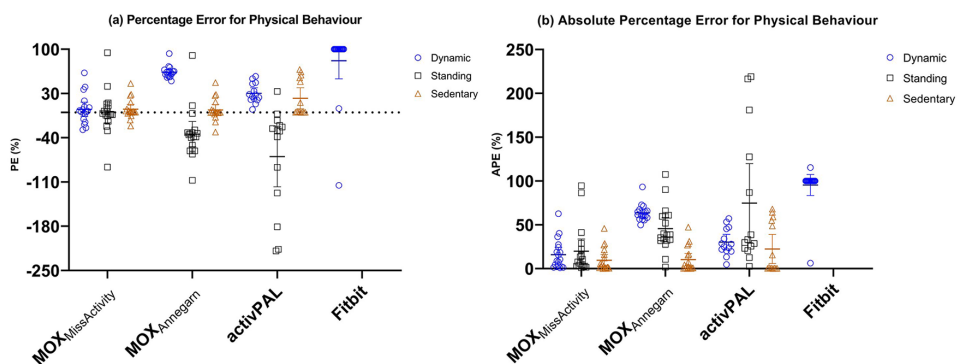 (a) Percentage Error for Physical Behaviour
PE (%)
100
30
-40
-110
-180
-250
Dynamic
Standing
Sedentary
MOXMissActivity
MOXAnnegarn
activPAL
Fitbit
(b) Absolute Percentage Error for Physical Behaviour
APE (%)
250
200
150
100
50
0
Dynamic
Standing
Sedentary
MOXMissActivity
MOXAnnegarn
activPAL
Fitbit